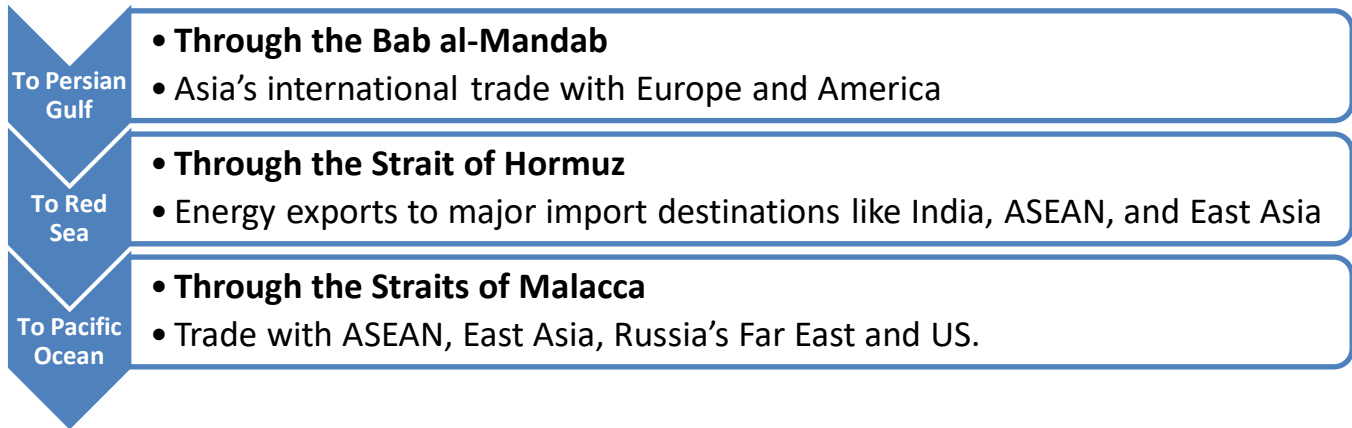 To Persian
Gulf
• Through the Bab al-Mandab
• Asia’s international trade with Europe and America
To Red
Sea
• Through the Strait of Hormuz
• Energy exports to major import destinations like India, ASEAN, and East Asia
To Pacific
Ocean
• Through the Straits of Malacca
• Trade with ASEAN, East Asia, Russia’s Far East and US.